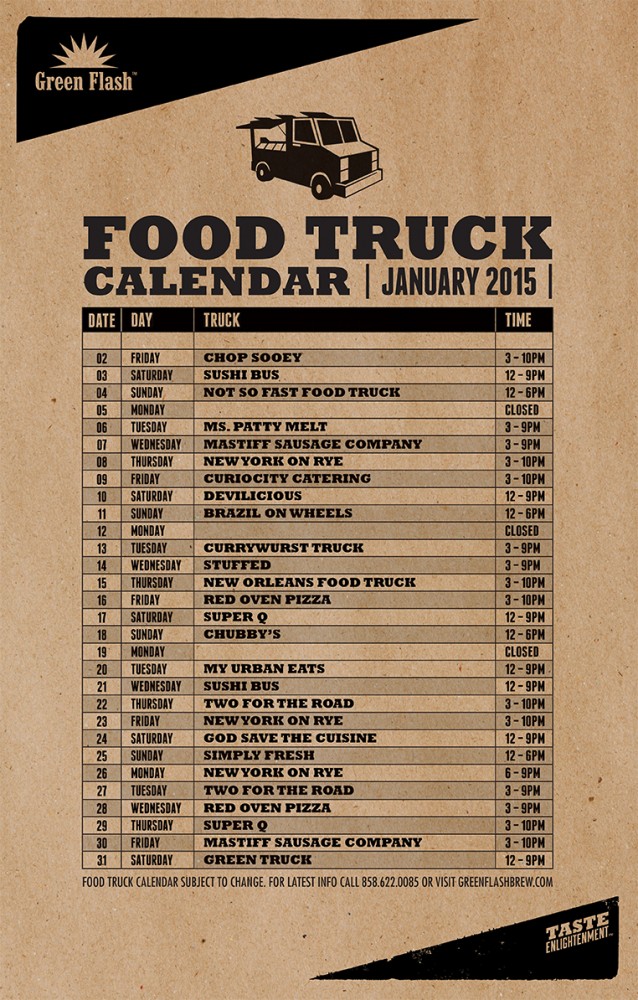 Green Flash™
FOOD TRUCK
CALENDAR | JANUARY 2015 |
DATE DAY TRUCK TIME
02 FRIDAY CHOP SOOEY 3 - 10PM
03 SATURDAY SUSHI BUS 12 - 9PM
04 SUNDAY NOT SO FAST FOOD TRUCK 12 - 6PM
05 MONDAY CLOSED
06 TUESDAY MS. PATTY MELT 3 - 9PM
07 WEDNESDAY MASTIFF SAUSAGE COMPANY 3 - 9PM
08 THURSDAY NEW YORK ON RYE 3 - 10PM
09 FRIDAY CURIOCITY CATERING 3 - 10PM
10 SATURDAY DEVILICIOUS 12 - 9PM
11 SUNDAY BRAZIL ON WHEELS 12 - 6PM
12 MONDAY CLOSED
13 TUESDAY CURRYWURST TRUCK 3 - 9PM
14 WEDNESDAY STUFFED 3 - 9PM
15 THURSDAY NEW ORLEANS FOOD TRUCK 3 - 10PM
16 FRIDAY RED OVEN PIZZA 3 - 10PM
17 SATURDAY SUPER Q 12 - 9PM
18 SUNDAY CHUBBY'S 12 - 6PM
19 MONDAY CLOSED
20 TUESDAY MY URBAN EATS 12 - 9PM
21 WEDNESDAY SUSHI BUS 12 - 9PM
22 THURSDAY TWO FOR THE ROAD 3 - 10PM
23 FRIDAY NEW YORK ON RYE 3 - 10PM
24 SATURDAY GOD SAVE THE CUISINE 12 - 9PM
25 SUNDAY SIMPLY FRESH 12 - 6PM
26 MONDAY NEW YORK ON RYE 6 - 9PM
27 TUESDAY TWO FOR THE ROAD 3 - 9PM
28 WEDNESDAY RED OVEN PIZZA 3 - 9PM
29 THURSDAY SUPER Q 3 - 10PM
30 FRIDAY MASTIFF SAUSAGE COMPANY 3 - 10PM
31 SATURDAY GREEN TRUCK 12 - 9PM
FOOD TRUCK CALENDAR SUBJECT TO CHANGE. FOR LATEST INFO CALL 858.622.0085 OR VISIT GREENFLASHBREW.COM
TASTE
ENLIGHTENMENT™